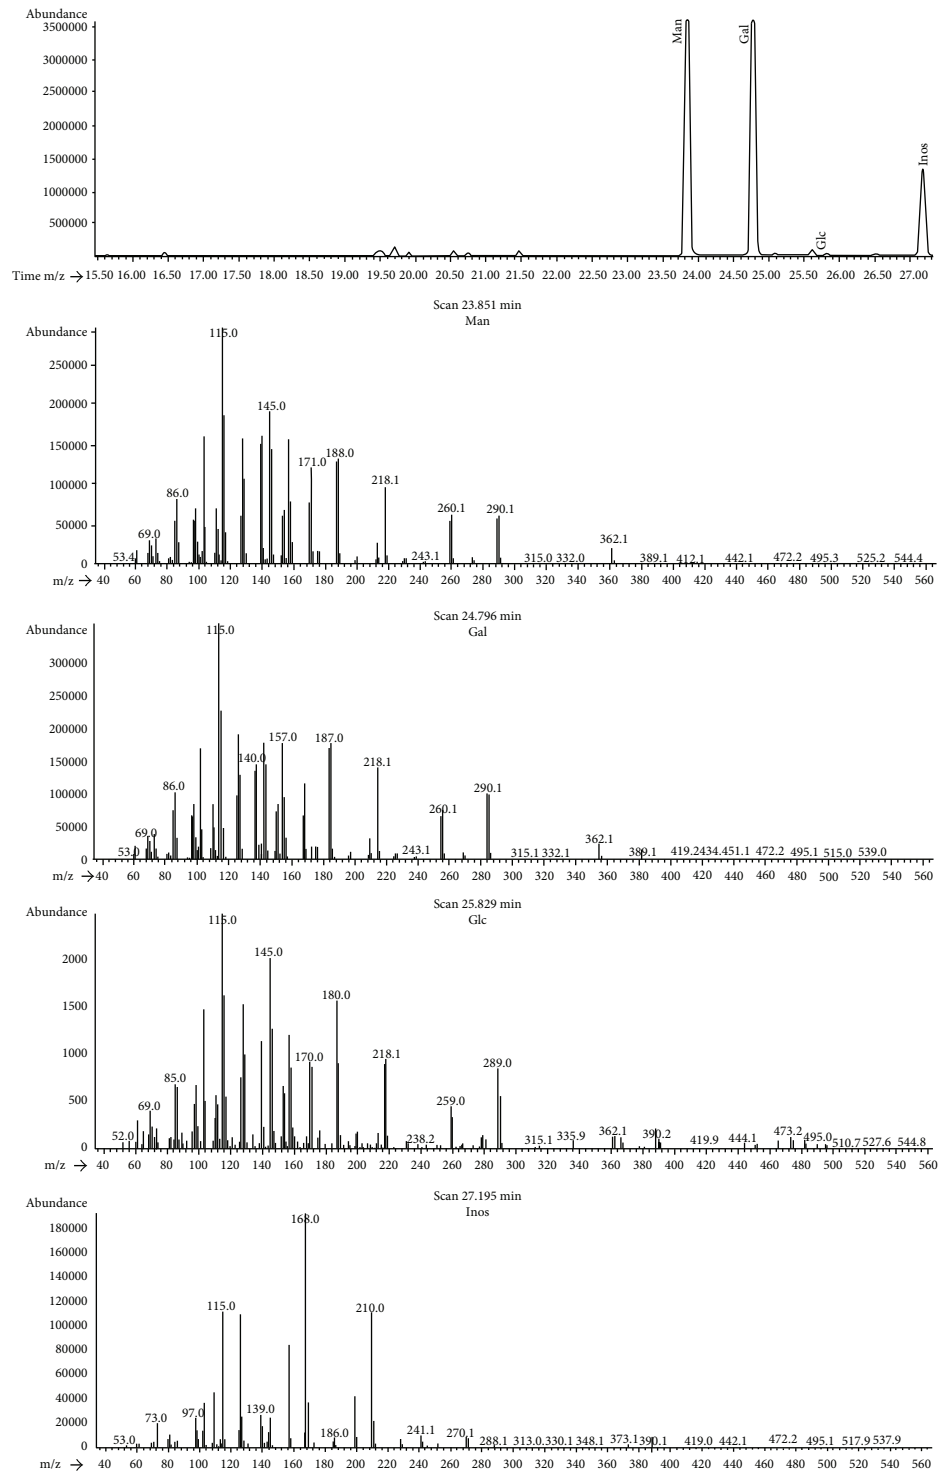 Abundance
3500000
3000000
2500000
2000000
1500000
1000000
500000
Man
Gal
Glc
Inos
Time m/z → 15.50 16.00 16.50 17.00 17.50 18.00 18.50 19.00 19.50 20.00 20.50 21.00 21.50 22.00 22.50 23.00 23.50 24.00 24.50 25.00 25.50 26.00 26.50 27.00
Scan 23.851 min
Man
Abundance
250000
200000
150000
100000
50000
0
115.0
145.0
171.0 188.0
86.0 218.1
260.1 290.1
69.0 362.1
53.4 243.1 315.0 332.0 389.1 412.1 442.1 472.2 495.3 525.2 544.4
m/z → 40 60 80 100 120 140 160 180 200 220 240 260 280 300 320 340 360 380 400 420 440 460 480 500 520 540 560
Scan 24.796 min
Gal
Abundance
300000
250000
200000
150000
100000
50000
0
115.0
157.0 187.0
140.0 218.1
86.0 290.1
260.1
69.0 362.1
53.0 243.1 315.1 332.1 389.1 419.2 434.4 451.1 472.2 495.1 515.0 539.0
m/z → 40 60 80 100 120 140 160 180 200 220 240 260 280 300 320 340 360 380 400 420 440 460 480 500 520 540 560
Scan 25.829 min
Glc
Abundance
2000
1500
1000
500
0
115.0
145.0
180.0
170.0 218.1
85.0 289.0
69.0 259.0
52.0 238.2 315.1 335.9 362.1 390.2 419.9 444.1 473.2 495.0 510.7 527.6 544.8
m/z → 40 60 80 100 120 140 160 180 200 220 240 260 280 300 320 340 360 380 400 420 440 460 480 500 520 540 560
Scan 27.195 min
Inos
Abundance
180000
160000
140000
120000
100000
80000
60000
40000
20000
0
168.0
115.0 210.0
73.0 97.0 139.0
53.0 186.0 241.1 270.1 288.1 313.0 330.1 348.1 373.1 390.1 419.0 442.1 472.2 495.1 517.9 537.9
m/z → 40 60 80 100 120 140 160 180 200 220 240 260 280 300 320 340 360 380 400 420 440 460 480 500 520 540 560